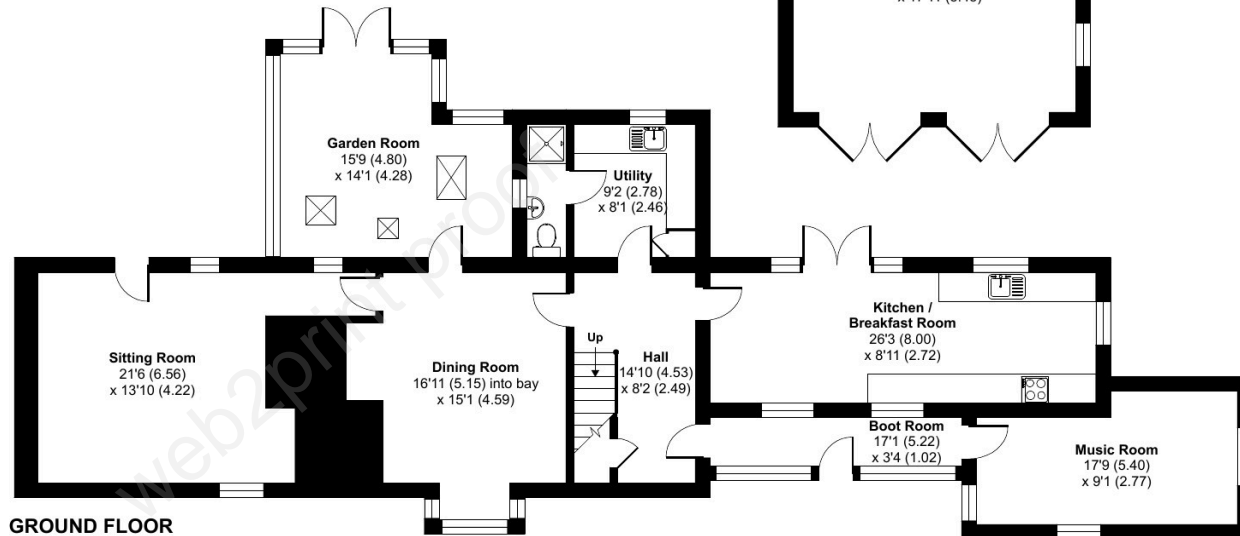 Garden Room
15'9 (4.80)
x 14'1 (4.28)
Utility
9'2 (2.78)
x 8'1 (2.46)
Kitchen /
Breakfast Room
26'3 (8.00)
x 8'11 (2.72)
Sitting Room
21'6 (6.56)
x 13'10 (4.22)
Dining Room
16'11 (5.15) into bay
x 15'1 (4.59)
Up
Hall
14'10 (4.53)
x 8'2 (2.49)
Boot Room
17'1 (5.22)
x 3'4 (1.02)
Music Room
17'9 (5.40)
x 9'1 (2.77)
GROUND FLOOR
web2print proof